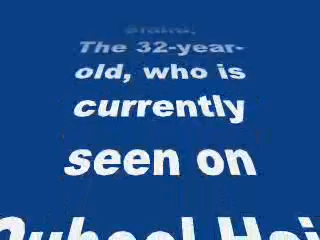 The 32-year-
old, who is
currently
seen on